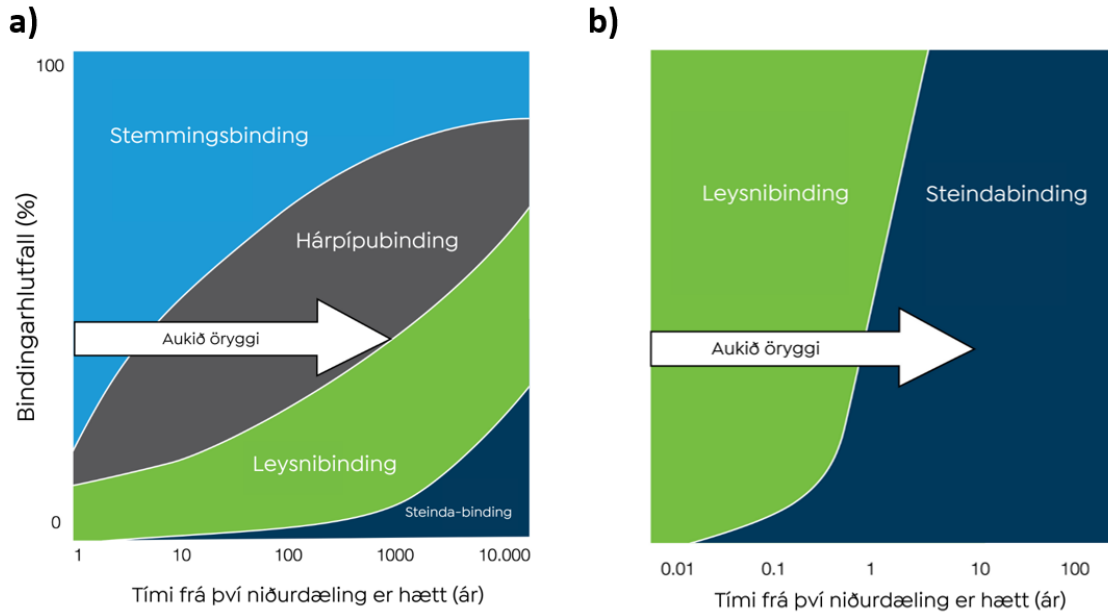 a)
100
Bindingarhlutfall (%)
0
Stemmingsbinding
Hárpípubinding
Aukið öryggi
Leysnibinding
Steinda-binding
1 10 100 1000 10.000
Tími frá því niðurdæling er hætt (ár)
b)
Leysnibinding
Steindabinding
Aukið öryggi
0.01 0.1 1 10 100
Tími frá því niðurdæling er hætt (ár)